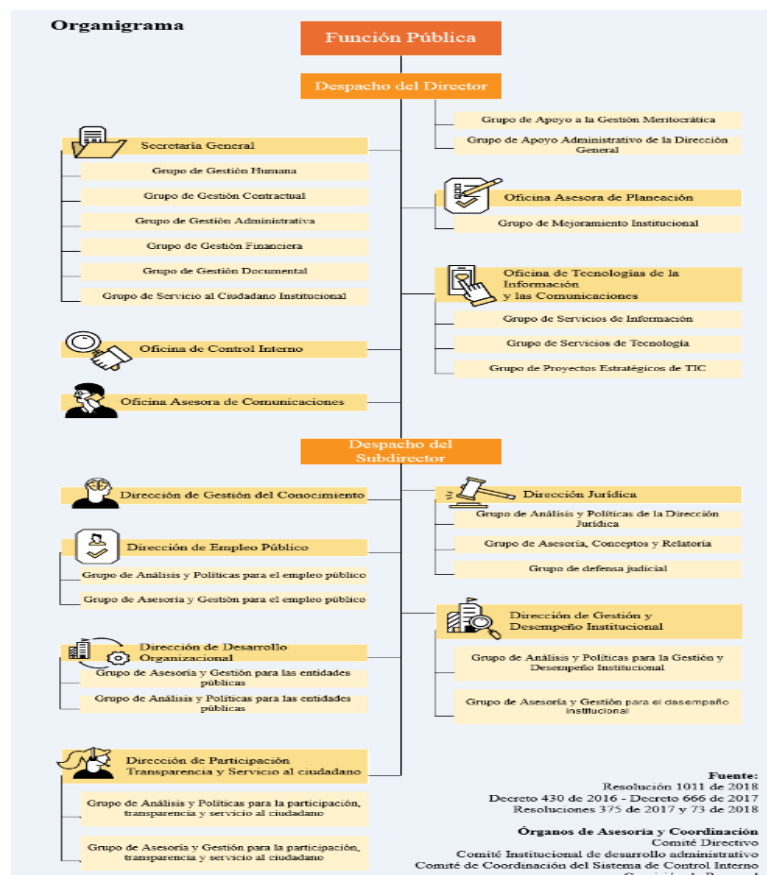 Organigrama
Función Pública
Despacho del Director
Grupo de Apoyo a la Gestión Meritocrática
Grupo de Apoyo Administrativo de la Dirección
General
Secretaría General
Grupo de Gestión Humana
Grupo de Gestión Contractual
Grupo de Gestión Administrativa
Grupo de Gestión Financiera
Grupo de Gestión Documental
Grupo de Servicio al Ciudadano Institucional
Oficina Asesora de Planeación
Grupo de Mejoramiento Institucional
Oficina de Tecnologías de la
Información
y las Comunicaciones
Grupo de Servicios de Información
Grupo de Servicios de Tecnología
Grupo de Proyectos Estratégicos de TIC
Oficina de Control Interno
Oficina Asesora de Comunicaciones
Despacho del
Subdirector
Dirección de Gestión del Conocimiento
Dirección de Empleo Público
Grupo de Análisis y Políticas para el empleo público
Grupo de Asesoría y Gestión para el empleo público
Dirección de Desarrollo
Organizacional
Grupo de Asesoría y Gestión para las entidades
públicas
Grupo de Análisis y Políticas para las entidades
públicas
Dirección de Participación
Transparencia y Servicio al ciudadano
Grupo de Análisis y Políticas para la participación,
transparencia y servicio al ciudadano
Grupo de Asesoría y Gestión para la participación,
transparencia y servicio al ciudadano
Dirección Jurídica
Grupo de Análisis y Políticas de la Dirección
Jurídica
Grupo de Asesoría, Conceptos y Relatoría
Grupo de defensa judicial
Dirección de Gestión y
Desempeño Institucional
Grupo de Análisis y Políticas para la Gestión y
Desempeño Institucional
Grupo de Asesoría y Gestión para el desempeño
institucional
Fuente:
Resolución 1011 de 2018
Decreto 430 de 2016 - Decreto 666 de 2017
Resoluciones 375 de 2017 y 73 de 2018
Órganos de Asesoría y Coordinación
Comité Directivo
Comité Institucional de desarrollo administrativo
Comité de Coordinación del Sistema de Control Interno